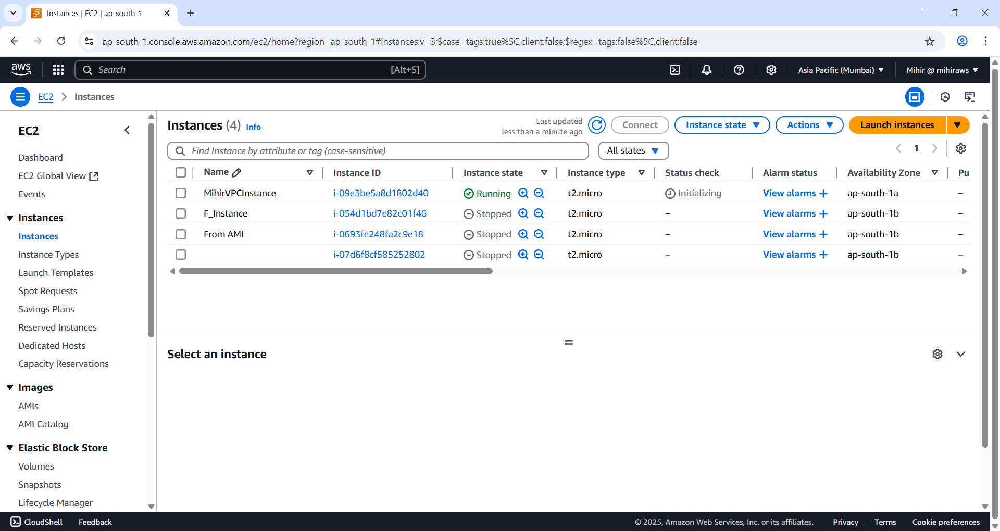 Instances | EC2 | ap-south-1
ap-south-1.console.aws.amazon.com/ec2/home?region=ap-south-1#Instances:v=3;$case=tags:true%5C,client:false;$regex=tags:false%5C,client:false
aws Search [Alt+S] Asia Pacific (Mumbai) Mihir @ mihiraws
EC2 Instances
EC2
Dashboard
EC2 Global View
Events
Instances
Instances
Instance Types
Launch Templates
Spot Requests
Savings Plans
Reserved Instances
Dedicated Hosts
Capacity Reservations
Images
AMIs
AMI Catalog
Elastic Block Store
Volumes
Snapshots
Lifecycle Manager
Instances (4) Info
Last updated
less than a minute ago
Connect Instance state Actions Launch instances
Find Instance by attribute or tag (case-sensitive) All states 1
Name Instance ID Instance state Instance type Status check Alarm status Availability Zone Pu
MihirVPCInstance i-09e3be5a8d1802d40 Running t2.micro Initializing View alarms + ap-south-1a –
F_Instance i-054d1bd7e82c01f46 Stopped t2.micro – View alarms + ap-south-1b –
From AMI i-0693fe248fa2c9e18 Stopped t2.micro – View alarms + ap-south-1b –
i-07d6f8cf585252802 Stopped t2.micro – View alarms + ap-south-1b –
Select an instance
CloudShell Feedback © 2025, Amazon Web Services, Inc. or its affiliates. Privacy Terms Cookie preferences